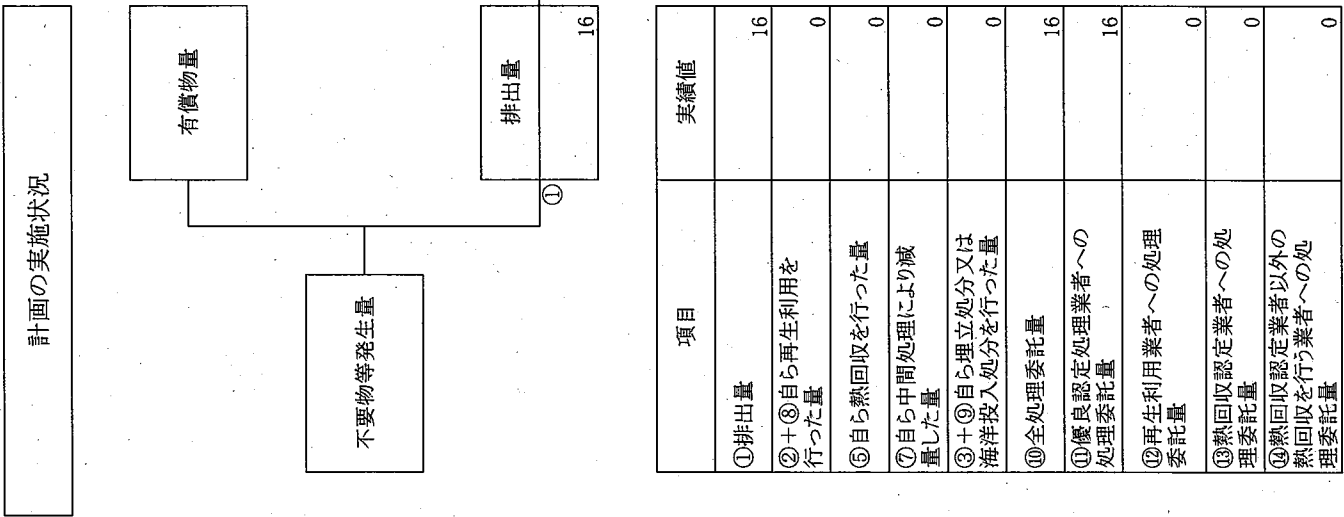 計画の実施状況
不要物等発生量
有償物量
①
排出量
16
項目
実績値
①排出量
16
②+⑧自ら再生利用を
行った量
0
⑤自ら熱回収を行った量
0
⑦自ら中間処理により減
量した量
0
③+⑨自ら埋立処分又は
海洋投入処分を行った量
0
⑩全処理委託量
16
⑪優良認定処理業者への
処理委託量
16
⑫再生利用業者への処理
委託量
0
⑬熱回収認定業者への処
理委託量
0
⑭熱回収認定業者以外の
熱回収を行う業者への処
理委託量
0